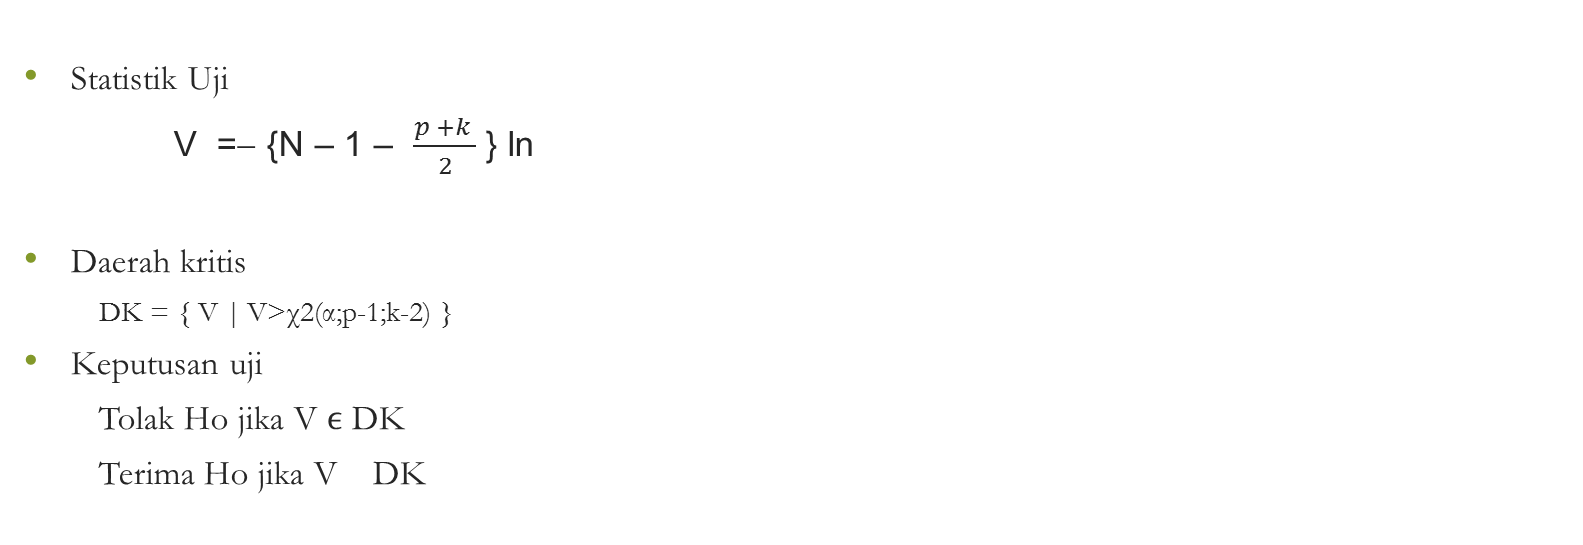 • Statistik Uji
V =– {N – 1 – p +k / 2 } ln
• Daerah kritis
DK = { V | V>χ2(α;p-1;k-2) }
• Keputusan uji
Tolak Ho jika V ϵ DK
Terima Ho jika V DK